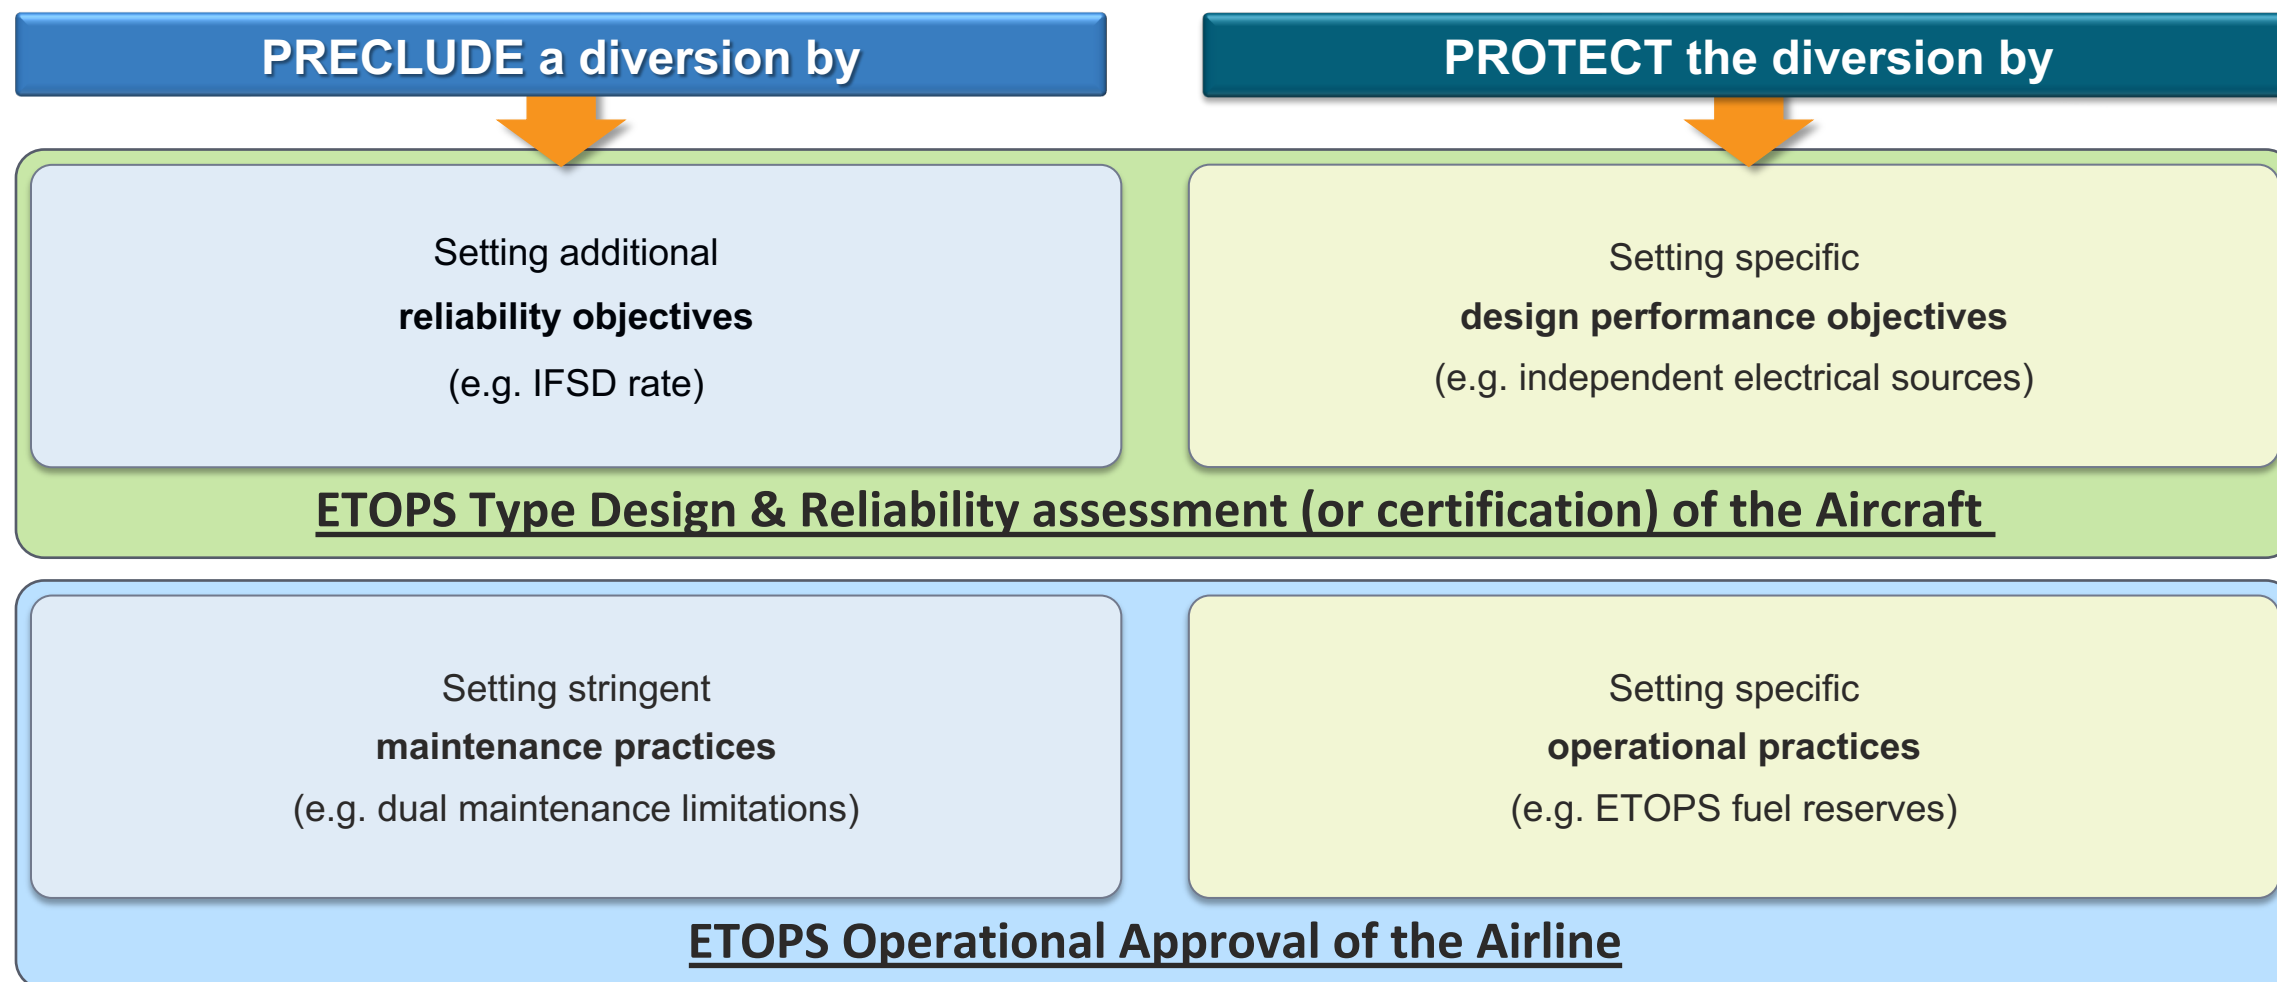 PRECLUDE a diversion by
PROTECT the diversion by
Setting additional
reliability objectives
(e.g. IFSD rate)
Setting specific
design performance objectives
(e.g. independent electrical sources)
ETOPS Type Design & Reliability assessment (or certification) of the Aircraft
Setting stringent
maintenance practices
(e.g. dual maintenance limitations)
Setting specific
operational practices
(e.g. ETOPS fuel reserves)
ETOPS Operational Approval of the Airline